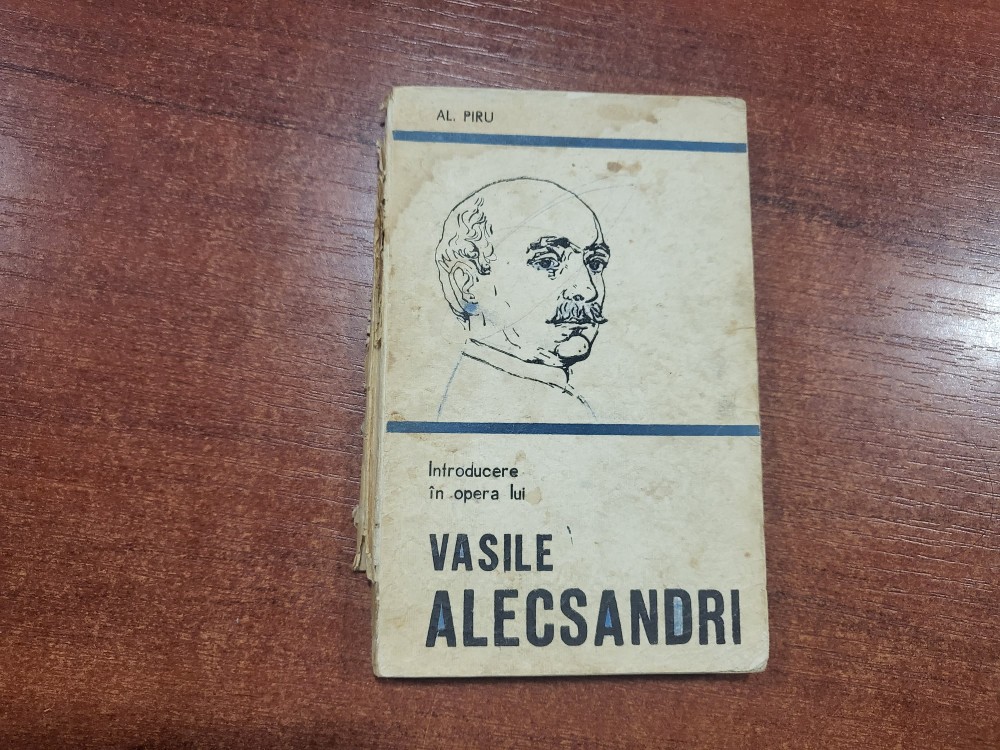 AL. PIRU
Introducere
în opera lui
VASILE
ALECSANDRI